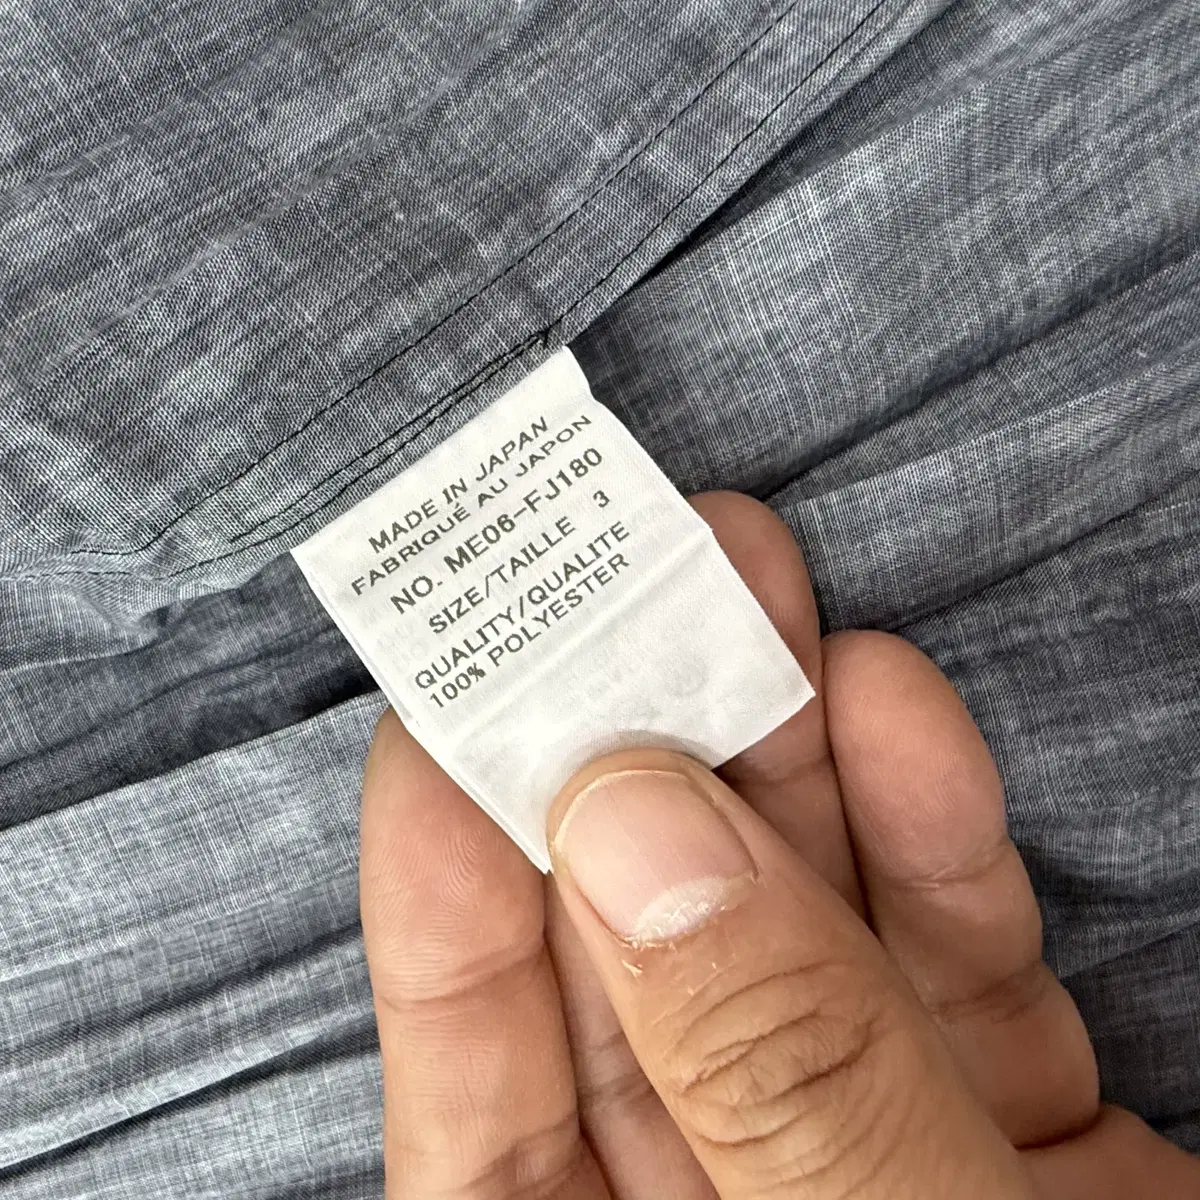 MADE IN JAPAN
FABRIQUÉ AU JAPON
NO. ME06-FJ180
SIZE/TAILLE 3
QUALITY/QUALITE
100% POLYESTER